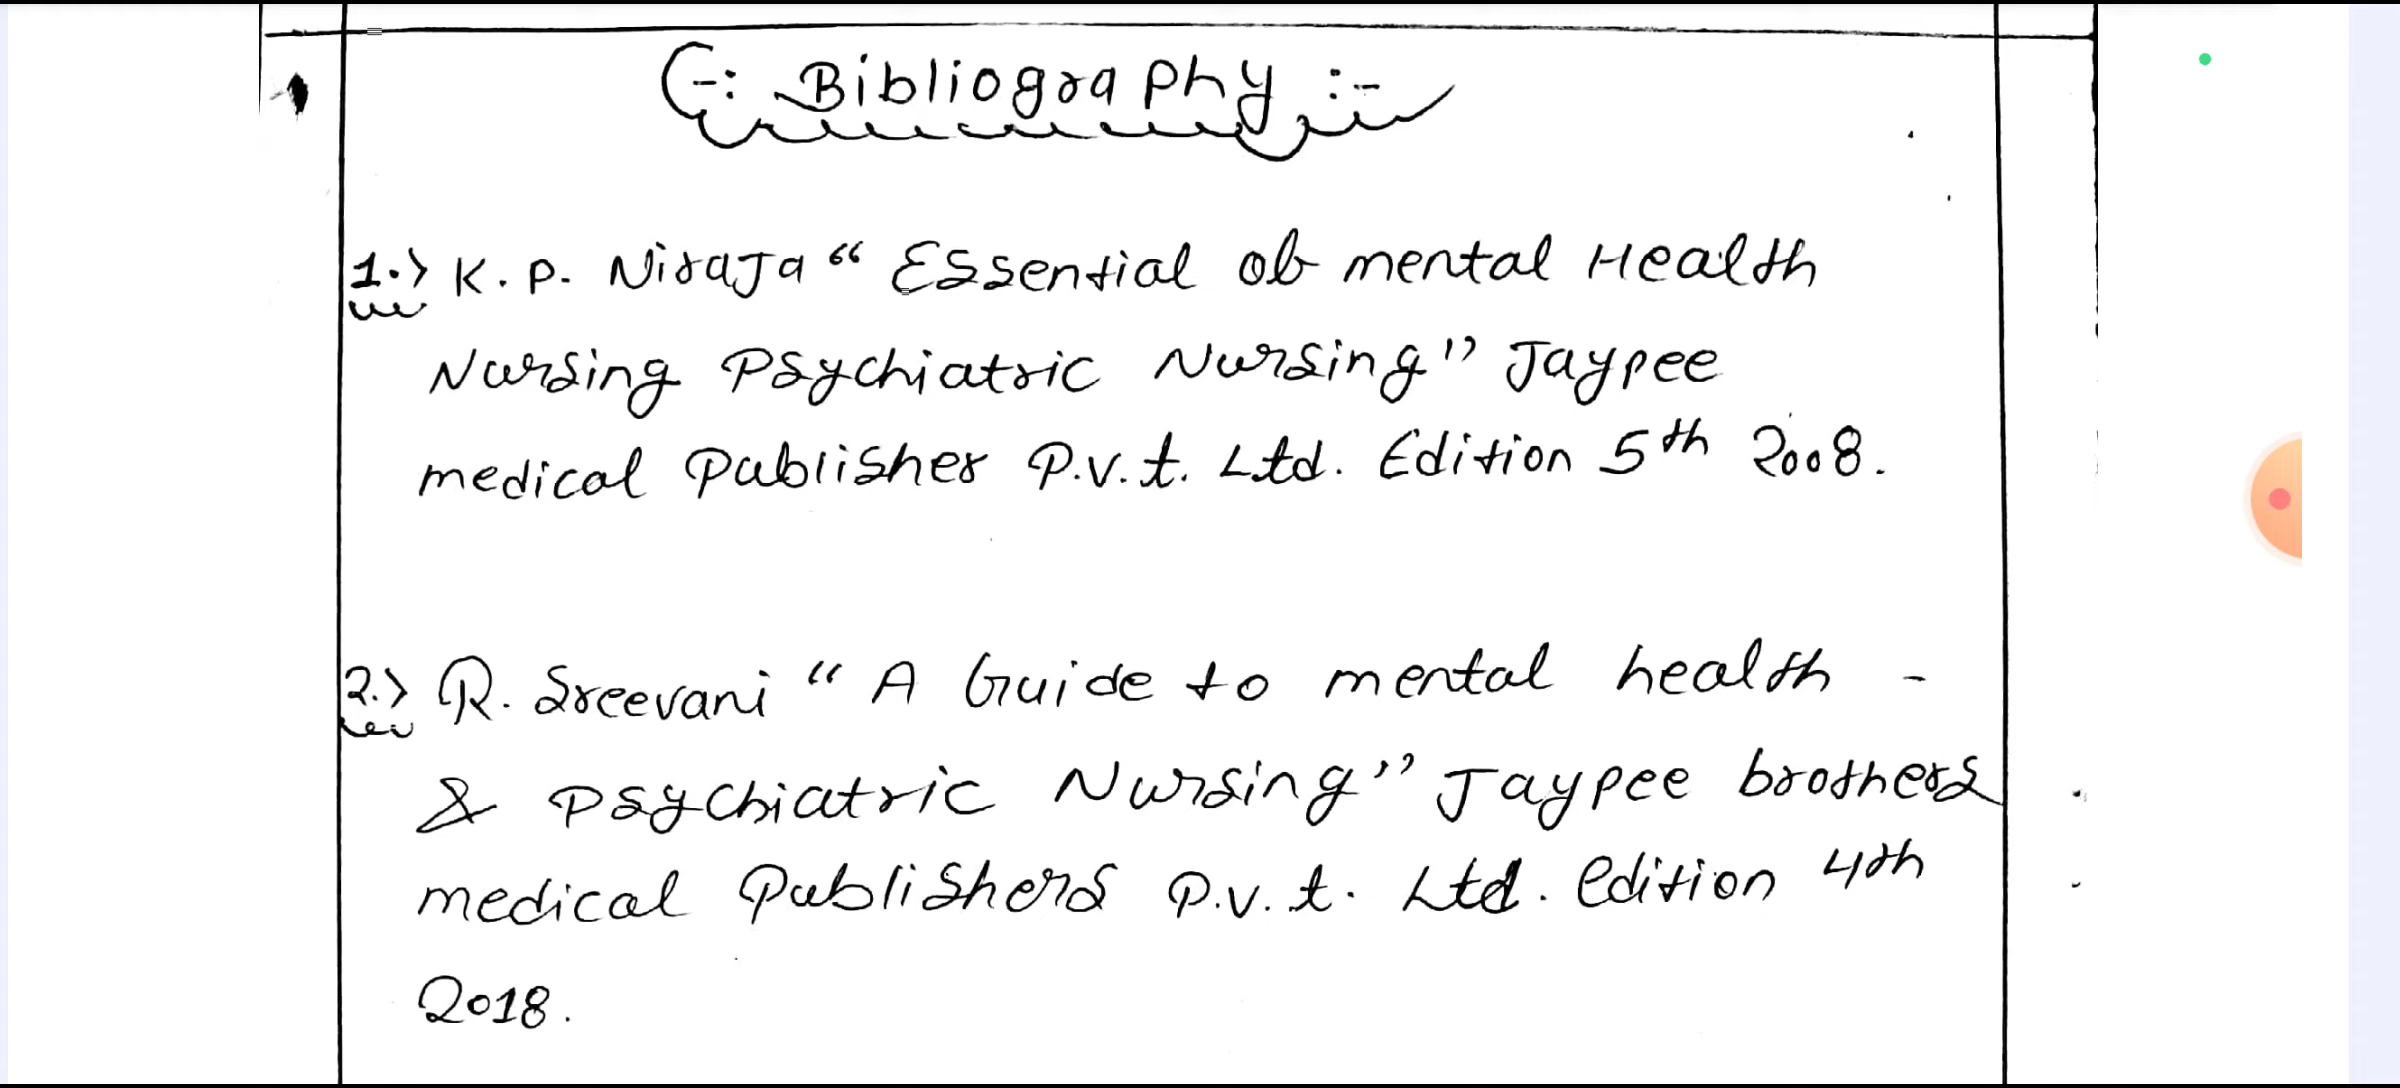 -: Bibliography :-
1.> K. P. Niraja “ Essential of mental Health
Nursing Psychiatric Nursing” Jaypee
medical Publisher P.v.t. Ltd. Edition 5th 2008.
2.> R. Sreevani “ A Guide to mental health -
& Psychiatric Nursing” Jaypee brothers
medical Publishers P.v.t. Ltd. edition 4th
2018.